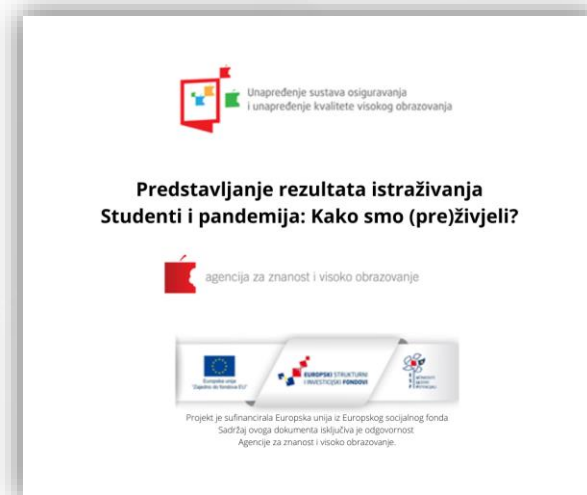 Unapređenje sustava osiguravanja
i unapređenje kvalitete visokog obrazovanja
Predstavljanje rezultata istraživanja
Studenti i pandemija: Kako smo (pre)živjeli?
agencija za znanost i visoko obrazovanje
Europska unija
"Zajedno do fondova EU"
EUROPSKI STRUKTURNI
I INVESTICIJSKI FONDOVI
Projekt je sufinancirala Europska unija iz Europskog socijalnog fonda
Sadržaj ovoga dokumenta isključiva je odgovornost
Agencije za znanost i visoko obrazovanje.